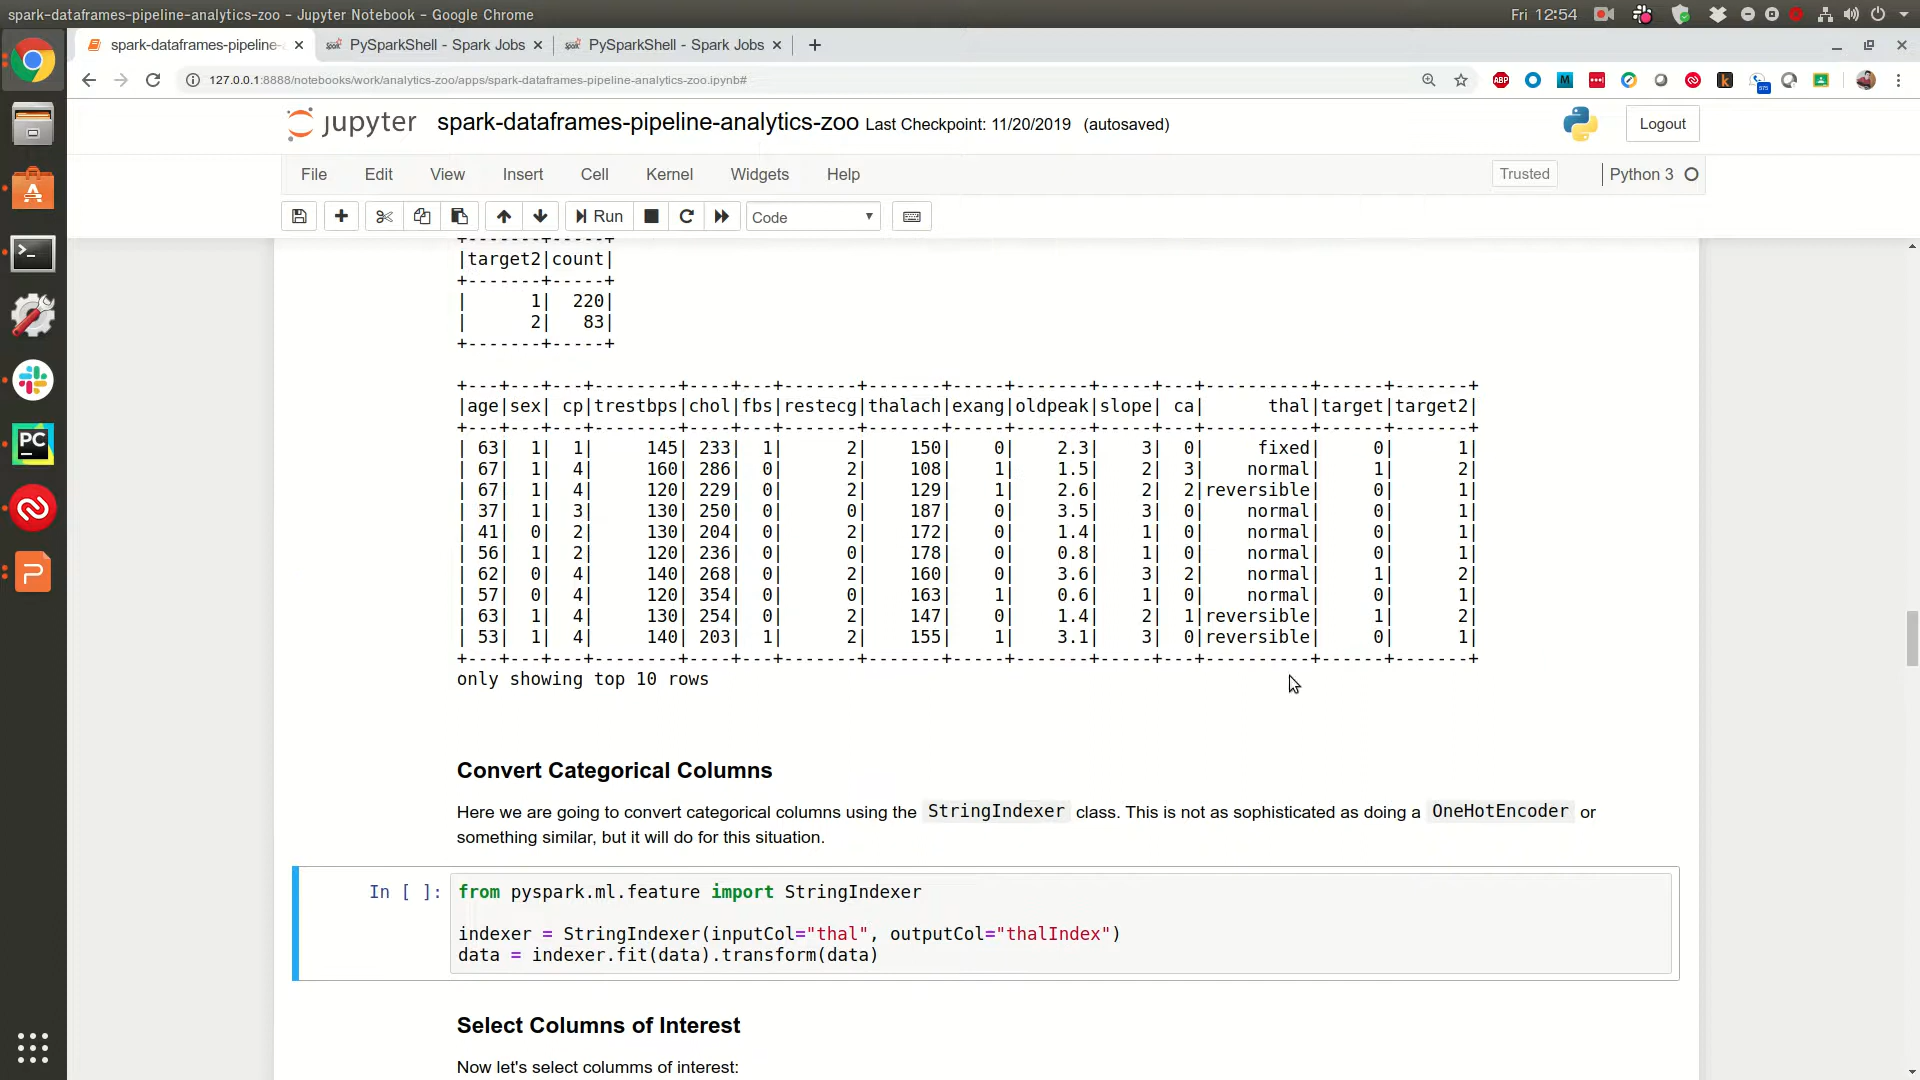 spark-dataframes-pipeline-analytics-zoo - Jupyter Notebook - Google Chrome
Fri 12:54
spark-dataframes-pipeline-
PySparkShell - Spark Jobs
PySparkShell - Spark Jobs
127.0.0.1:8888/notebooks/work/analytics-zoo/apps/spark-dataframes-pipeline-analytics-zoo.ipynb#
ABP
M
k
575
jupyter spark-dataframes-pipeline-analytics-zoo Last Checkpoint: 11/20/2019 (autosaved)
Logout
File Edit View Insert Cell Kernel Widgets Help
Trusted
Python 3
Run
Code
+-------+-----+
|target2|count|
+-------+-----+
|      1|  220|
|      2|   83|
+-------+-----+
+---+---+---+--------+----+---+-------+-------+-----+-------+-----+---+----------+------+-------+
|age|sex| cp|trestbps|chol|fbs|restecg|thalach|exang|oldpeak|slope| ca|      thal|target|target2|
+---+---+---+--------+----+---+-------+-------+-----+-------+-----+---+----------+------+-------+
| 63|  1|  1|     145| 233|  1|      2|    150|    0|    2.3|    3|  0|     fixed|     0|      1|
| 67|  1|  4|     160| 286|  0|      2|    108|    1|    1.5|    2|  3|    normal|     1|      2|
| 67|  1|  4|     120| 229|  0|      2|    129|    1|    2.6|    2|  2|reversible|     0|      1|
| 37|  1|  3|     130| 250|  0|      0|    187|    0|    3.5|    3|  0|    normal|     0|      1|
| 41|  0|  2|     130| 204|  0|      2|    172|    0|    1.4|    1|  0|    normal|     0|      1|
| 56|  1|  2|     120| 236|  0|      0|    178|    0|    0.8|    1|  0|    normal|     0|      1|
| 62|  0|  4|     140| 268|  0|      2|    160|    0|    3.6|    3|  2|    normal|     1|      2|
| 57|  0|  4|     120| 354|  0|      0|    163|    1|    0.6|    1|  0|    normal|     0|      1|
| 63|  1|  4|     130| 254|  0|      2|    147|    0|    1.4|    2|  1|reversible|     1|      2|
| 53|  1|  4|     140| 203|  1|      2|    155|    1|    3.1|    3|  0|reversible|     0|      1|
+---+---+---+--------+----+---+-------+-------+-----+-------+-----+---+----------+------+-------+
only showing top 10 rows
Convert Categorical Columns
Here we are going to convert categorical columns using the StringIndexer class. This is not as sophisticated as doing a OneHotEncoder or
something similar, but it will do for this situation.
In [ ]: from pyspark.ml.feature import StringIndexer
indexer = StringIndexer(inputCol="thal", outputCol="thalIndex")
data = indexer.fit(data).transform(data)
Select Columns of Interest
Now let's select columms of interest:
PC
P